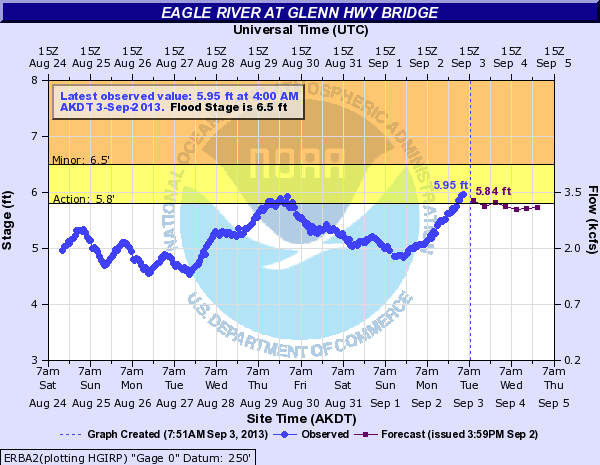 EAGLE RIVER AT GLENN HWY BRIDGE
Universal Time (UTC)
15Z 15Z 15Z 15Z 15Z 15Z 15Z 15Z 15Z 15Z 15Z 15Z 15Z
Aug 24 Aug 25 Aug 26 Aug 27 Aug 28 Aug 29 Aug 30 Aug 31 Sep 1 Sep 2 Sep 3 Sep 4 Sep 5
8
Latest observed value: 5.95 ft at 4:00 AM
AKDT 3-Sep-2013. Flood Stage is 6.5 ft
7
Minor: 6.5'
5.95 ft
5.84 ft
6 3.5
Action: 5.8'
5 2.0
4 0.7
3 0.2
Stage (ft)
Flow (kcfs)
NATIONAL OCEANIC AND ATMOSPHERIC ADMINISTRATION
NOAA
U.S. DEPARTMENT OF COMMERCE
7am 7am 7am 7am 7am 7am 7am 7am 7am 7am 7am 7am 7am
Sat Sun Mon Tue Wed Thu Fri Sat Sun Mon Tue Wed Thu
Aug 24 Aug 25 Aug 26 Aug 27 Aug 28 Aug 29 Aug 30 Aug 31 Sep 1 Sep 2 Sep 3 Sep 4 Sep 5
Site Time (AKDT)
Graph Created (7:51AM Sep 3, 2013) Observed Forecast (issued 3:59PM Sep 2)
ERBA2(plotting HGIRP) "Gage 0" Datum: 250'